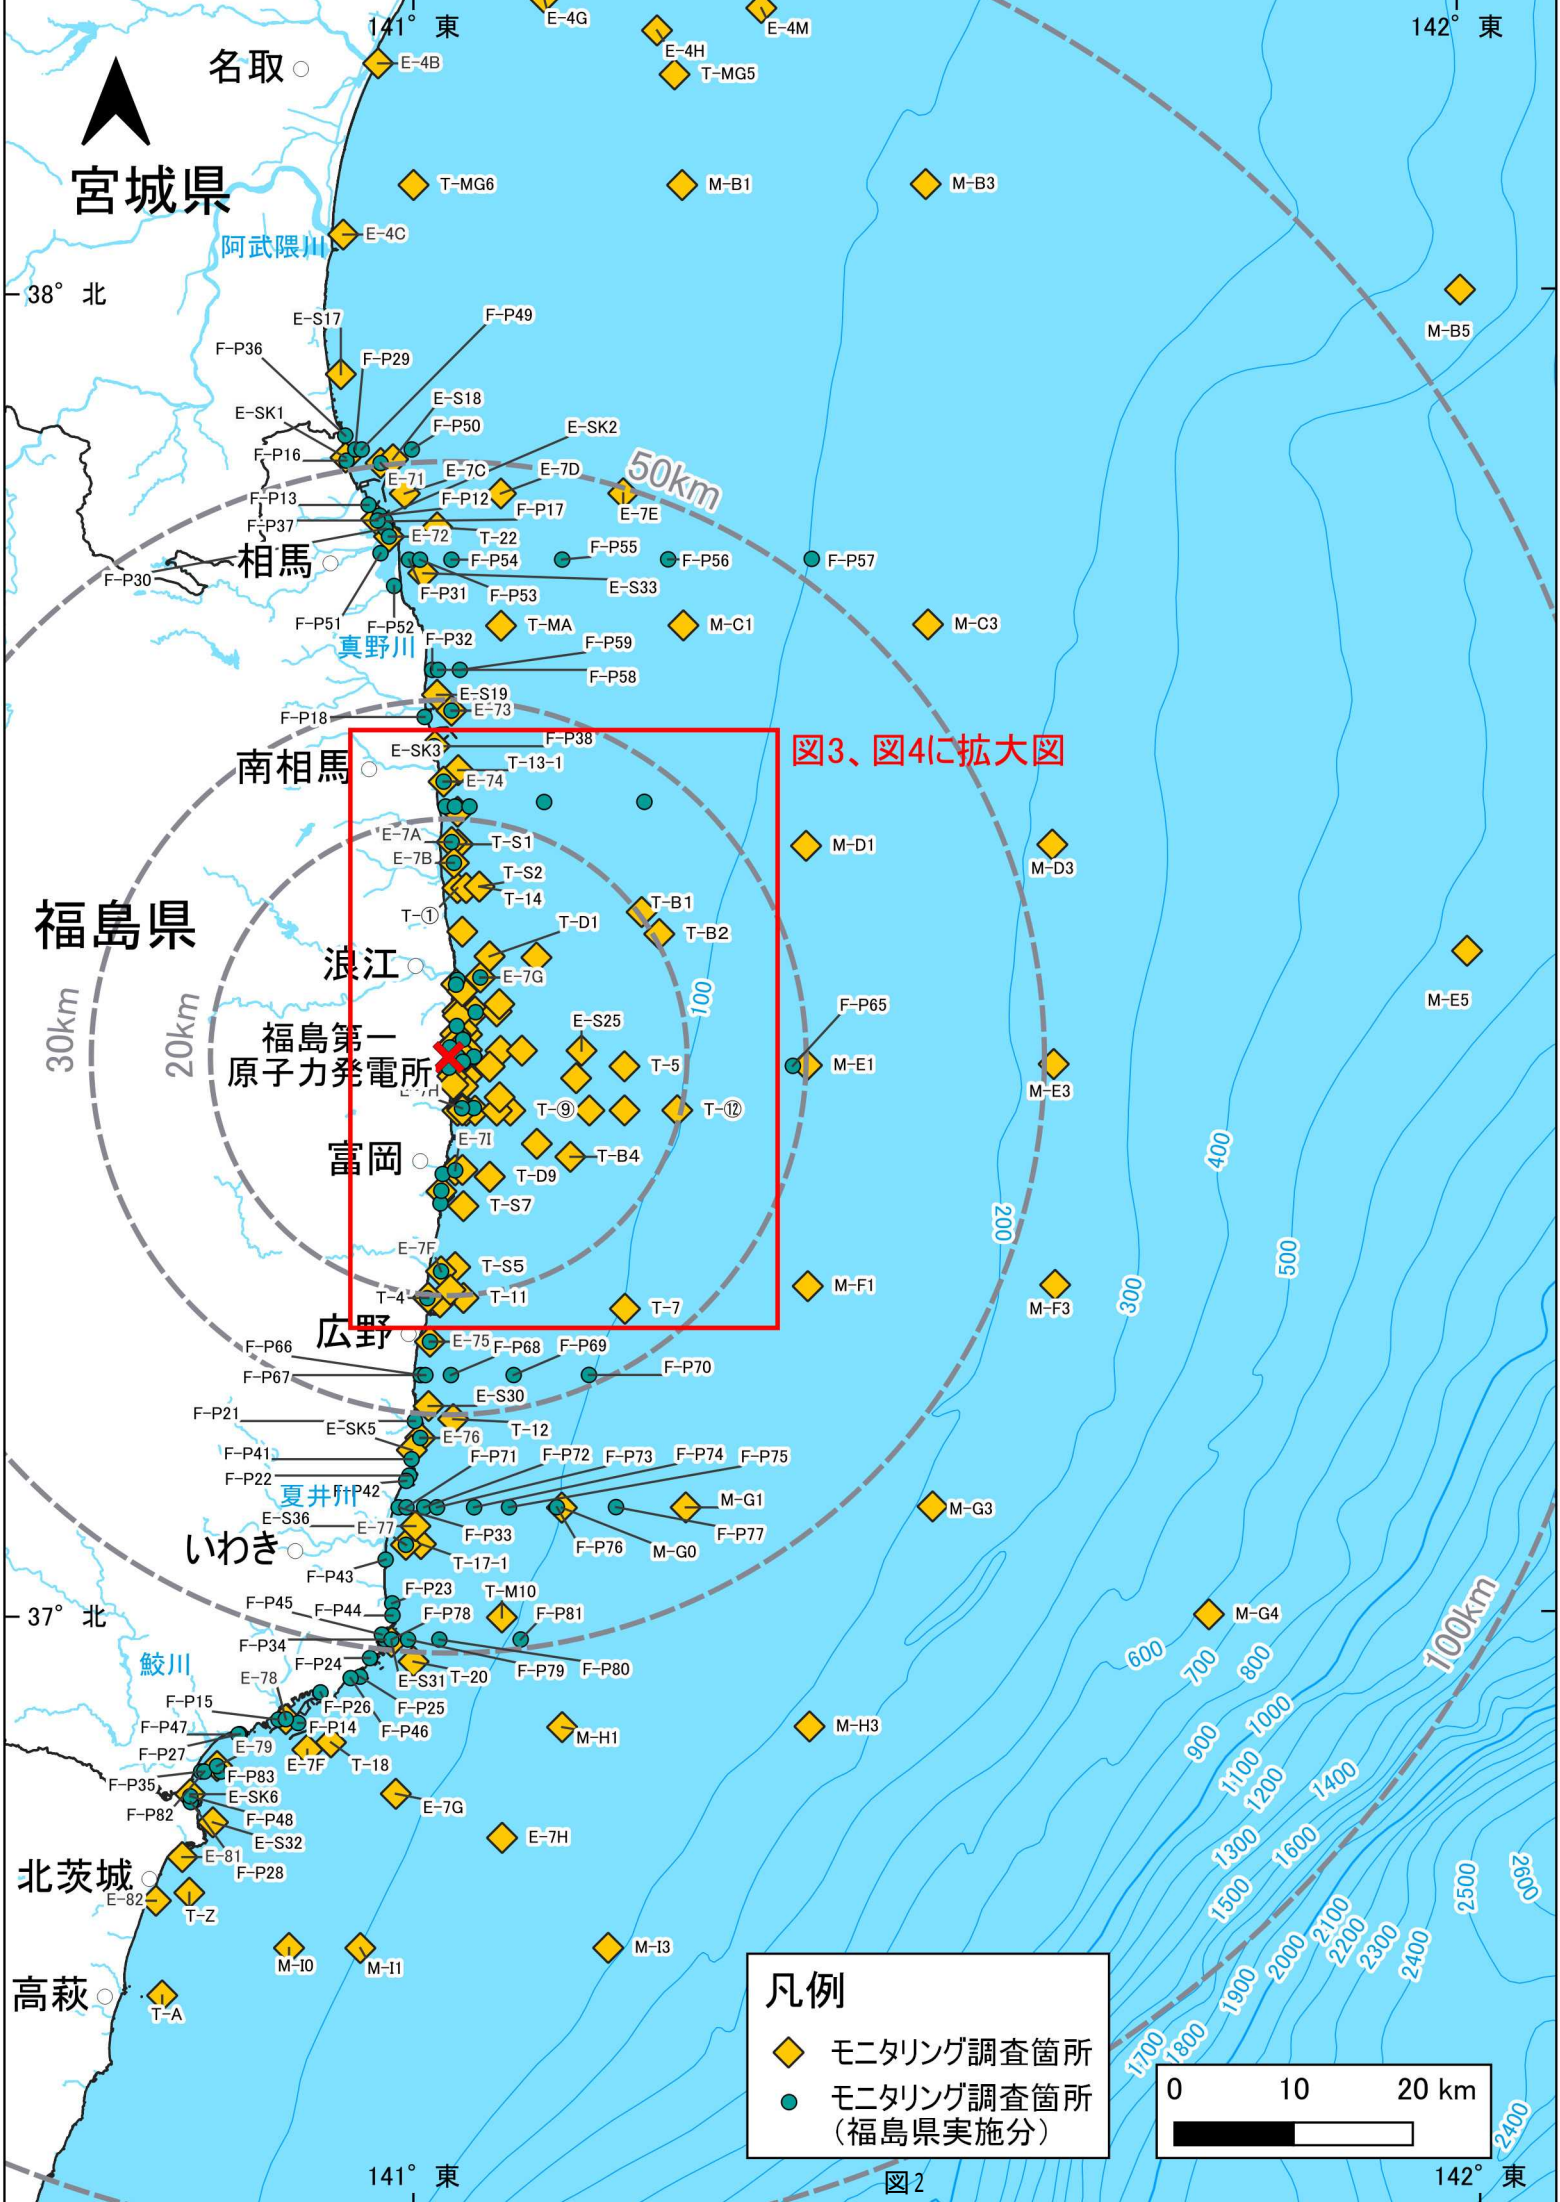 141° 東
142° 東
E-4G
E-4M
E-4H
名取
E-4B
T-MG5
宮城県
T-MG6
M-B1
M-B3
阿武隈川
E-4C
38° 北
M-B5
E-S17
F-P49
F-P36
F-P29
E-S18
E-SK1
F-P50
E-SK2
F-P16
E-71
E-7C
E-7D
50km
F-P13
F-P12
E-7E
F-P17
F-P37
E-72
T-22
F-P55
相馬
F-P54
F-P56
F-P57
F-P30
F-P31
F-P53
E-S33
F-P51
F-P52
T-MA
M-C1
M-C3
真野川
F-P32
F-P59
F-P58
E-S19
F-P18
E-73
F-P38
E-SK3
図3、図4に拡大図
南相馬
T-13-1
E-74
E-7A
T-S1
M-D1
E-7B
M-D3
T-S2
T-14
T-①
T-B1
福島県
T-D1
T-B2
浪江
E-7G
M-E5
100
F-P65
30km
20km
福島第一
E-S25
原子力発電所
T-5
M-E1
M-E3
E-7H
T-⑨
T-⑫
E-7I
富岡
T-B4
400
T-D9
T-S7
200
E-7F
500
T-S5
M-F1
300
T-4
T-11
T-7
M-F3
広野
E-75
F-P66
F-P68
F-P69
F-P67
F-P70
E-S30
F-P21
E-SK5
T-12
E-76
F-P41
F-P71
F-P72
F-P73
F-P74
F-P75
F-P22
夏井川
F-P42
M-G1
M-G3
E-S36
E-77
F-P33
F-P77
いわき
F-P76
M-G0
T-17-1
F-P43
F-P23
T-M10
F-P45
F-P44
F-P78
F-P81
37° 北
M-G4
100km
F-P34
鮫川
F-P24
F-P79
F-P80
600
700
800
E-78
E-S31
T-20
F-P15
F-P26
F-P25
F-P47
F-P14
F-P46
M-H1
M-H3
1000
900
F-P27
E-79
E-7F
T-18
1100
1200
1400
F-P35
F-P83
E-SK6
E-7G
F-P82
F-P48
E-S32
E-7H
1300
1600
E-81
F-P28
2500
2600
北茨城
1500
E-82
T-Z
2100
2200
2300
2400
2000
M-I0
M-I1
M-I3
1900
高萩
T-A
凡例
モニタリング調査箇所
モニタリング調査箇所
（福島県実施分）
1700
1800
0 10 20 km
2400
141° 東
図2
142° 東